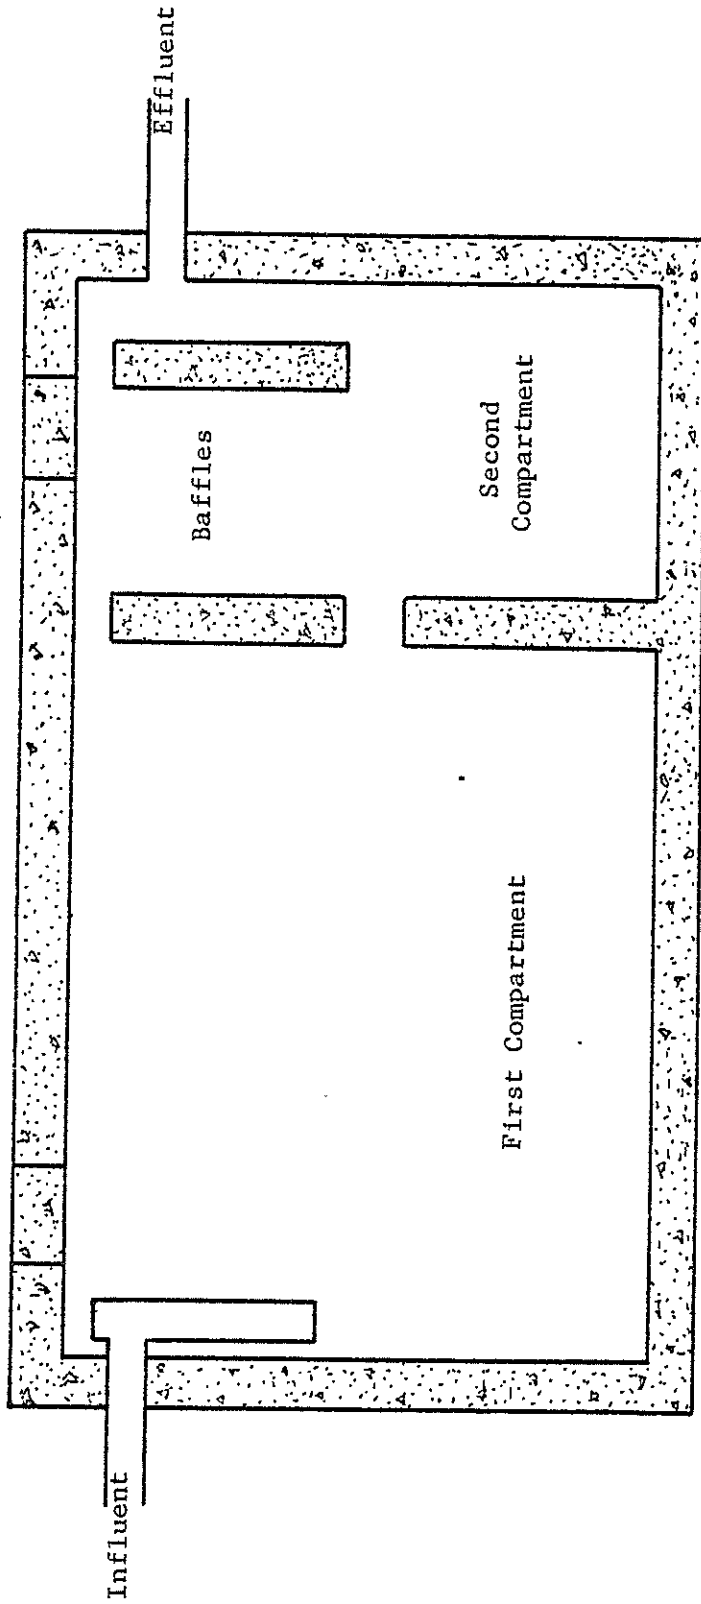 Influent
Effluent
Baffles
First Compartment
Second
Compartment